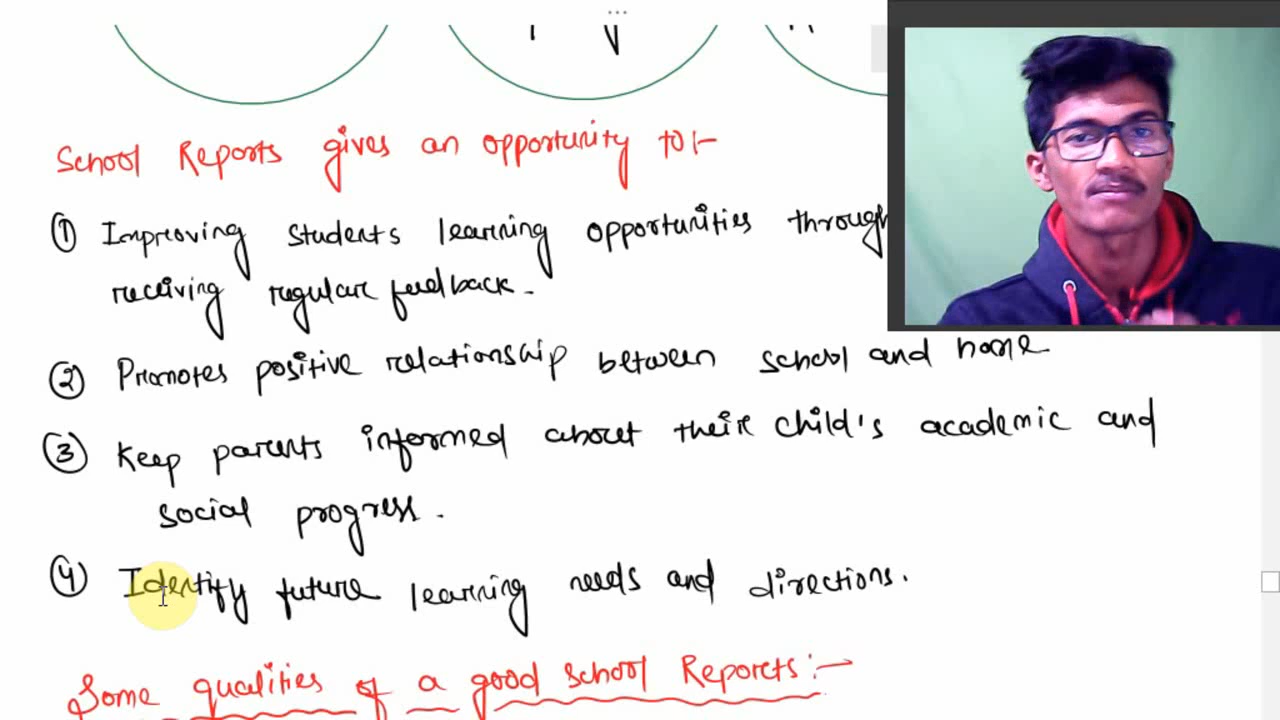 School Reports gives an opportunity to :-
① Improving students learning opportunities through
receiving regular feedback.
② Promotes positive relationship between school and home
③ Keep parents informed about their child's academic and
social progress.
④ Identify future learning needs and directions.
Some qualities of a good school Reports :-